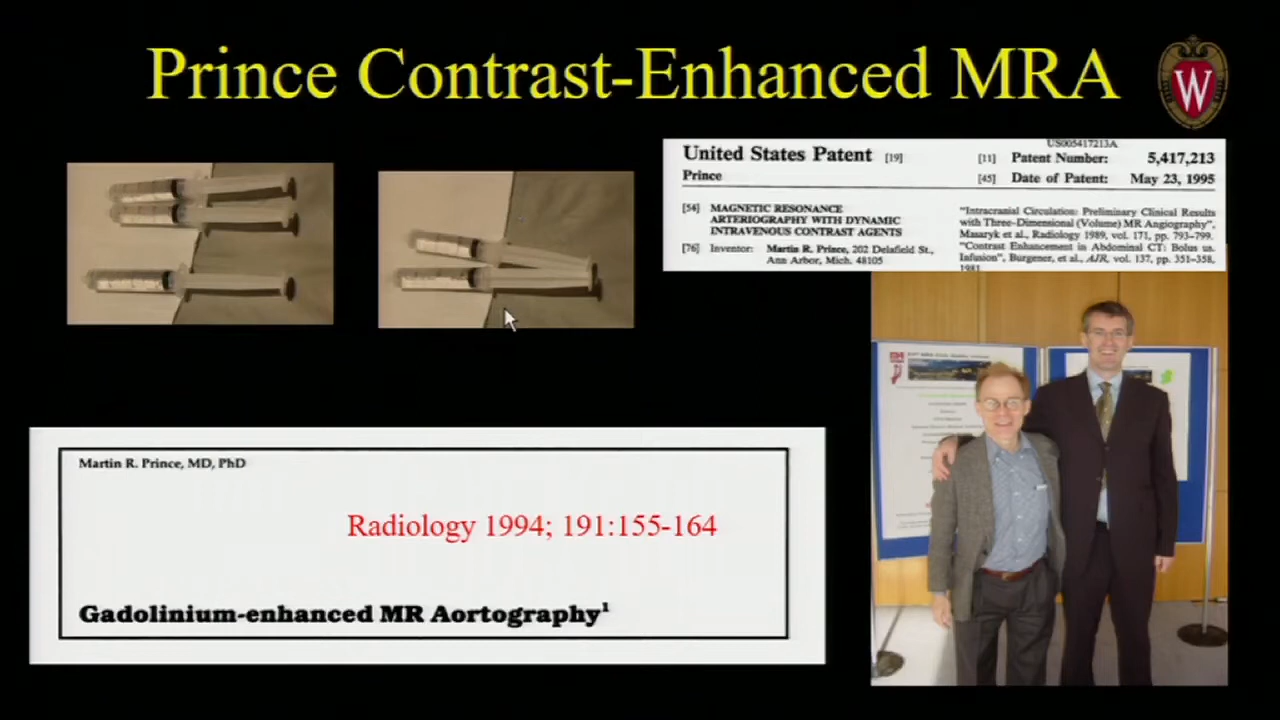 Prince Contrast-Enhanced MRA
W
US005417213A
United States Patent [19]
Prince
[11] Patent Number: 5,417,213
[45] Date of Patent: May 23, 1995
[54] MAGNETIC RESONANCE
ARTERIOGRAPHY WITH DYNAMIC
INTRAVENOUS CONTRAST AGENTS
[76] Inventor: Martin R. Prince, 202 Delafield St.,
Ann Arbor, Mich. 48105
"Intracranial Circulation: Preliminary Clinical Results
with Three-Dimensional (Volume) MR Angiography",
Masaryk et al., Radiology 1989, vol. 171, pp. 793-799.
"Contrast Enhancement in Abdominal CT: Bolus us.
Infusion", Burgener, et al., AJR, vol. 137, pp. 351-358,
1981.
Martin R. Prince, MD, PhD
Radiology 1994; 191:155-164
Gadolinium-enhanced MR Aortography¹